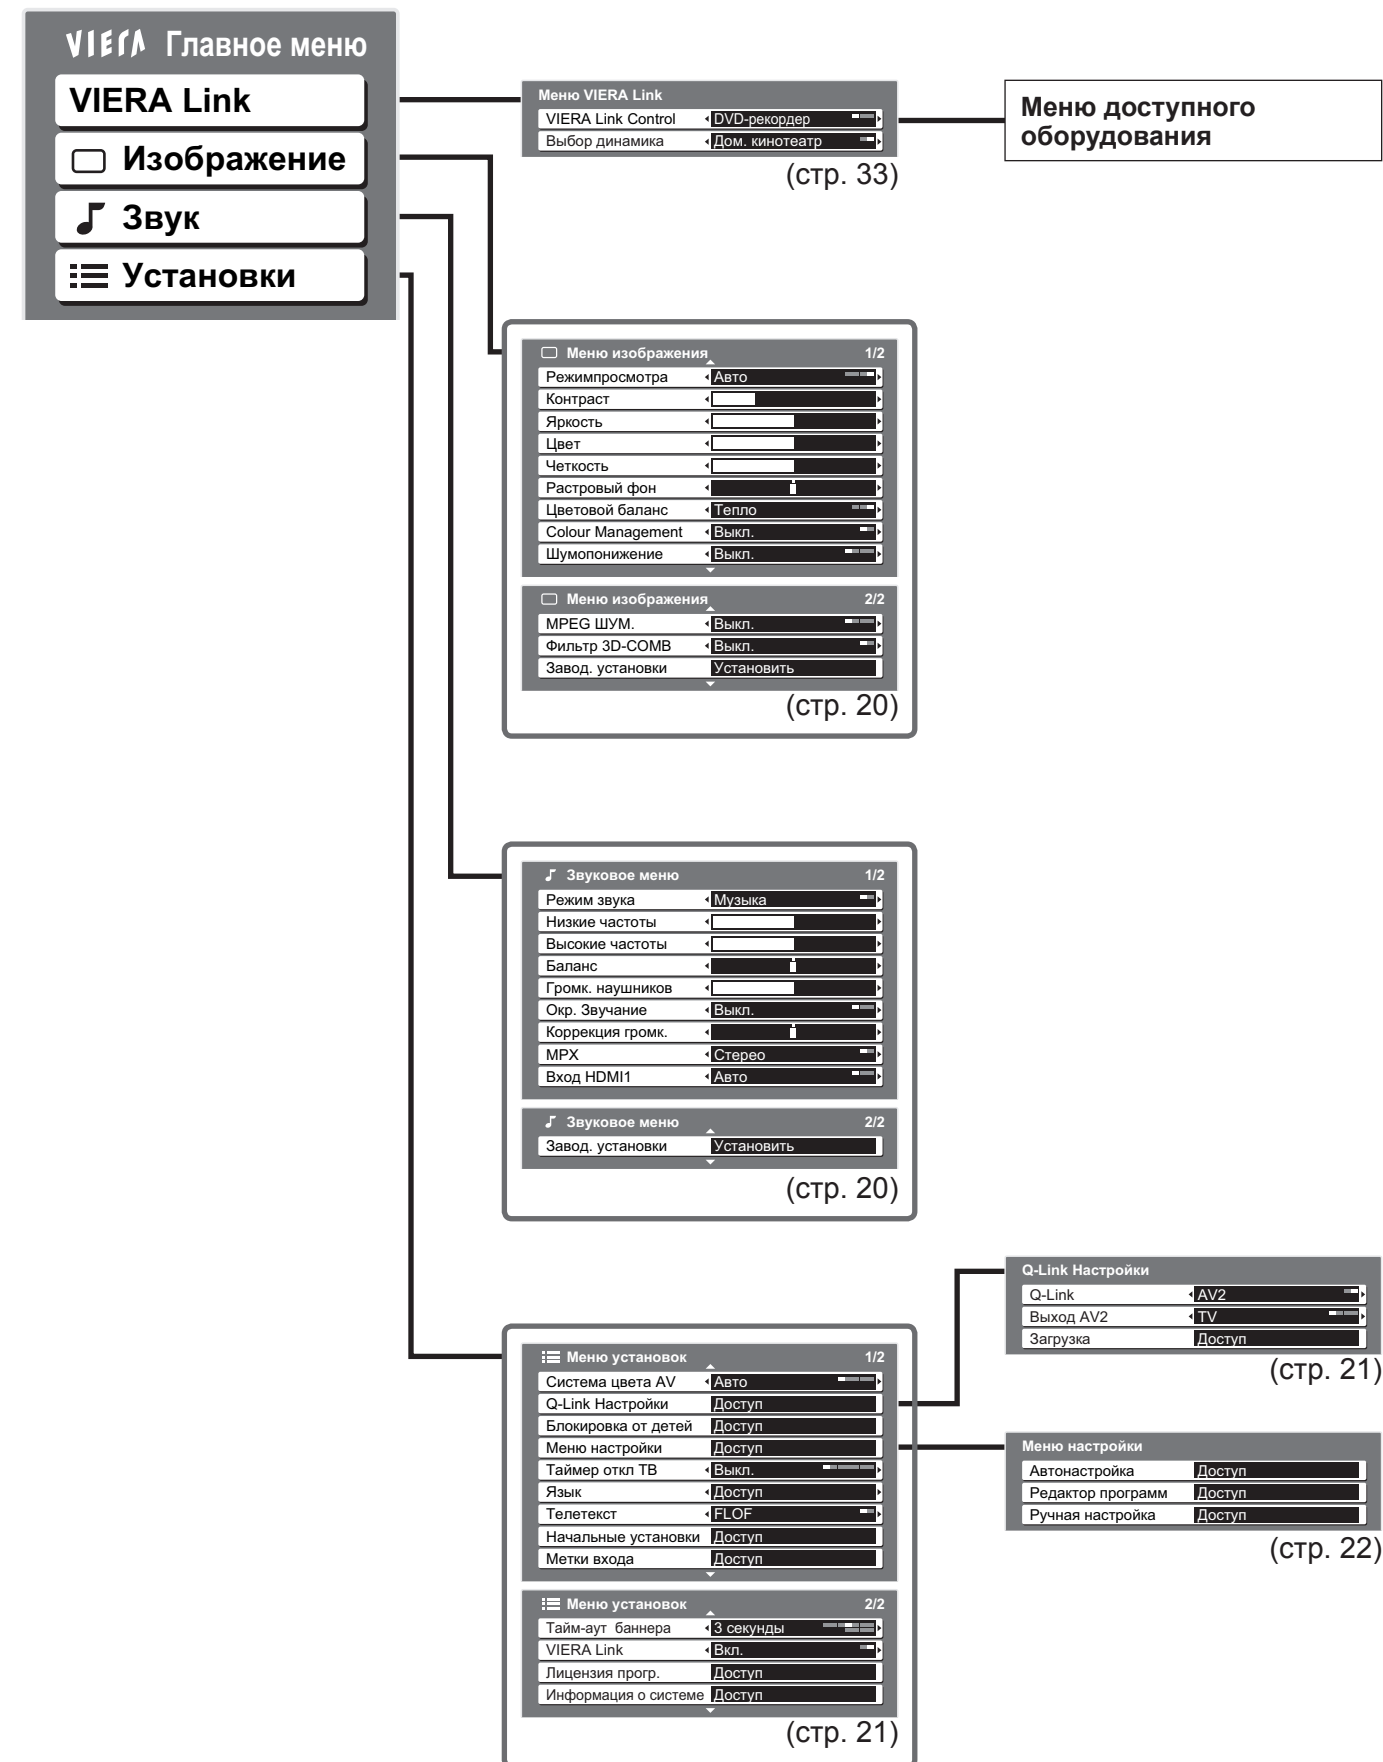 VIERA Главное меню
VIERA Link
Изображение
Звук
Установки
Меню VIERA Link
VIERA Link Control DVD-рекордер
Выбор динамика Дом. кинотеатр
(стр. 33)
Меню доступного
оборудования
Меню изображения 1/2
Режимпросмотра Авто
Контраст
Яркость
Цвет
Четкость
Растровый фон
Цветовой баланс Тепло
Colour Management Выкл.
Шумопонижение Выкл.
Меню изображения 2/2
MPEG ШУМ. Выкл.
Фильтр 3D-COMB Выкл.
Завод. установки Установить
(стр. 20)
Звуковое меню 1/2
Режим звука Музыка
Низкие частоты
Высокие частоты
Баланс
Громк. наушников
Окр. Звучание Выкл.
Коррекция громк.
MPX Стерео
Вход HDMI1 Авто
Звуковое меню 2/2
Завод. установки Установить
(стр. 20)
Меню установок 1/2
Система цвета AV Авто
Q-Link Настройки Доступ
Блокировка от детей Доступ
Меню настройки Доступ
Таймер откл ТВ Выкл.
Язык Доступ
Телетекст FLOF
Начальные установки Доступ
Метки входа Доступ
Меню установок 2/2
Тайм-аут баннера 3 секунды
VIERA Link Вкл.
Лицензия прогр. Доступ
Информация о системе Доступ
(стр. 21)
Q-Link Настройки
Q-Link AV2
Выход AV2 TV
Загрузка Доступ
(стр. 21)
Меню настройки
Автонастройка Доступ
Редактор программ Доступ
Ручная настройка Доступ
(стр. 22)